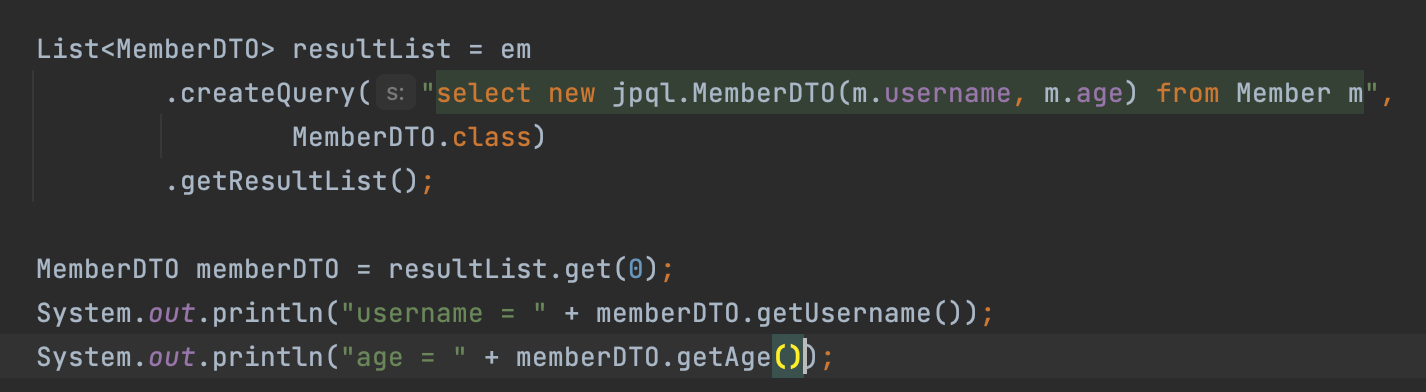 List<MemberDTO> resultList = em
.createQuery( s: "select new jpql.MemberDTO(m.username, m.age) from Member m",
MemberDTO.class)
.getResultList();
MemberDTO memberDTO = resultList.get(0);
System.out.println("username = " + memberDTO.getUsername());
System.out.println("age = " + memberDTO.getAge());